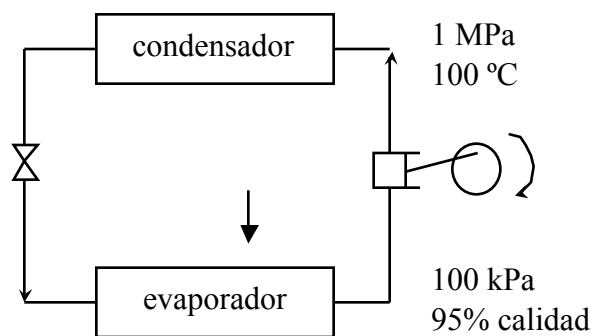 condensador
1 MPa
100 ºC
evaporador
100 kPa
95% calidad